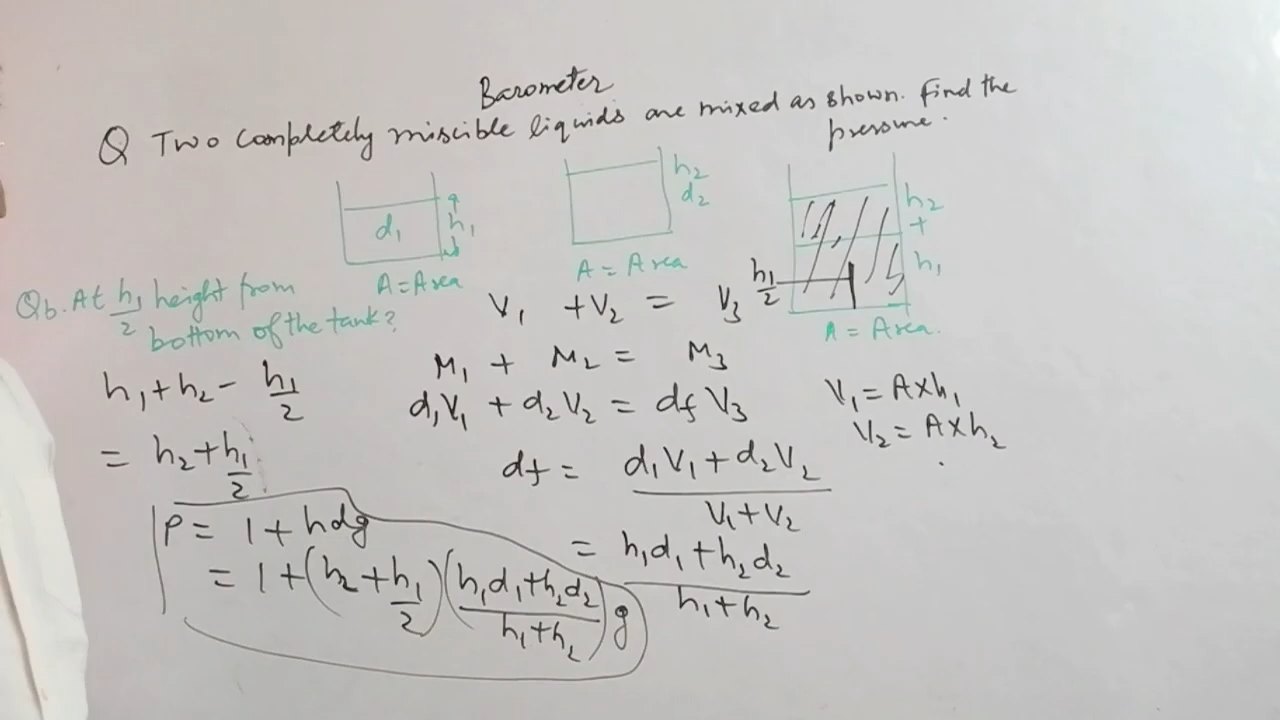 Barometer
Q Two completely miscible liquids are mixed as shown. Find the
pressure.
d₁
h₁
A = Area
h₂
d₂
A = Area
h₂
+
h₁
h₁/2
A = Area.
Qb. At h₁/2 height from
bottom of the tank?
V₁ + V₂ = V₃
M₁ + M₂ = M₃
d₁V₁ + d₂V₂ = df V₃
V₁ = A×h₁
V₂ = A×h₂
df = (d₁V₁ + d₂V₂)/(V₁ + V₂)
= (h₁d₁ + h₂d₂)/(h₁ + h₂)
h₁ + h₂ - h₁/2
= h₂ + h₁/2
P = 1 + hdg
= 1 + (h₂ + h₁/2)((h₁d₁ + h₂d₂)/(h₁ + h₂))g